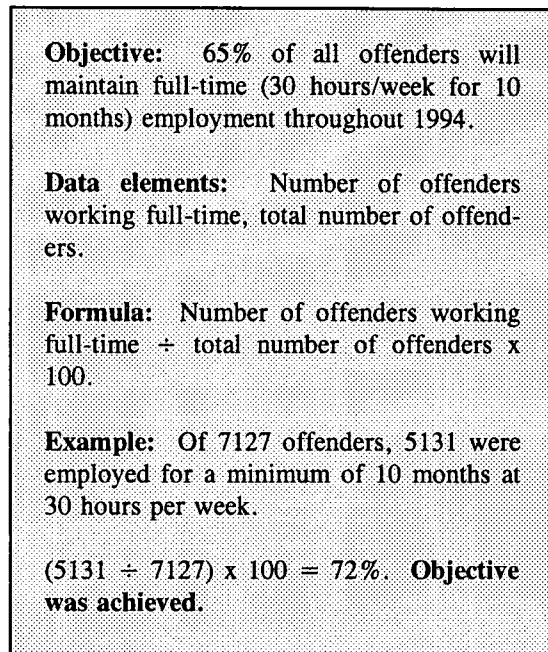 Objective: 65% of all offenders will
maintain full-time (30 hours/week for 10
months) employment throughout 1994.
Data elements: Number of offenders
working full-time, total number of offend-
ers.
Formula: Number of offenders working
full-time ÷ total number of offenders x
100.
Example: Of 7127 offenders, 5131 were
employed for a minimum of 10 months at
30 hours per week.
(5131 ÷ 7127) x 100 = 72%. Objective
was achieved.